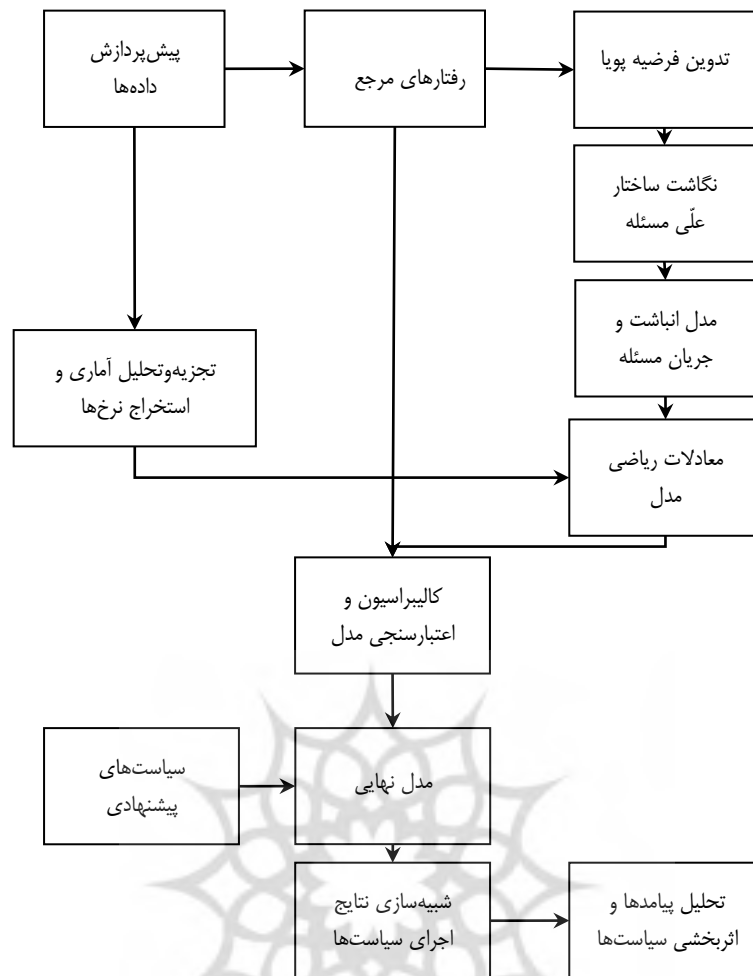 پیش‌پردازش
داده‌ها
رفتارهای مرجع
تدوین فرضیه پویا
نگاشت ساختار
علّی مسئله
مدل انباشت و
جریان مسئله
تجزیه‌وتحلیل آماری و
استخراج نرخ‌ها
معادلات ریاضی
مدل
کالیبراسیون و
اعتبارسنجی مدل
سیاست‌های
پیشنهادی
مدل نهایی
شبیه‌سازی نتایج
اجرای سیاست‌ها
تحلیل پیامدها و
اثربخشی سیاست‌ها